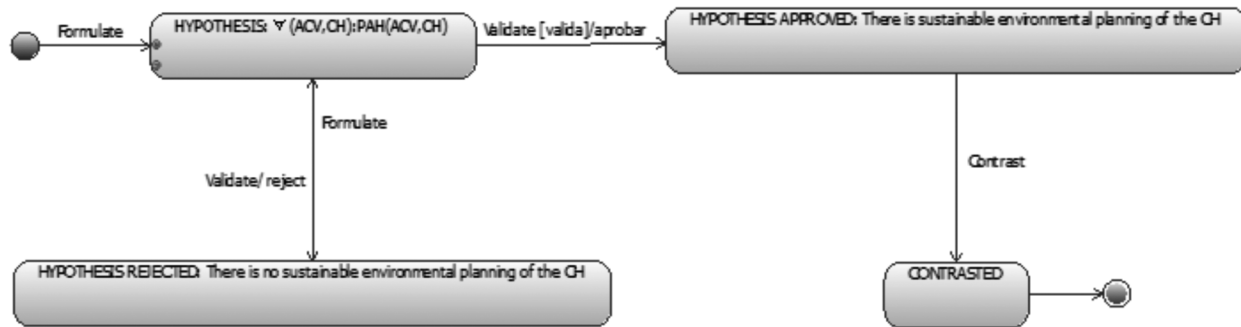 Formulate
HYPOTHESIS: ∀ (ACV,CH):PAH(ACV,CH)
Validate [valida]/aprobar
HYPOTHESIS APPROVED: There is sustainable environmental planning of the CH
Formulate
Contrast
Validate/ reject
HYPOTHESIS REJECTED: There is no sustainable environmental planning of the CH
CONTRASTED